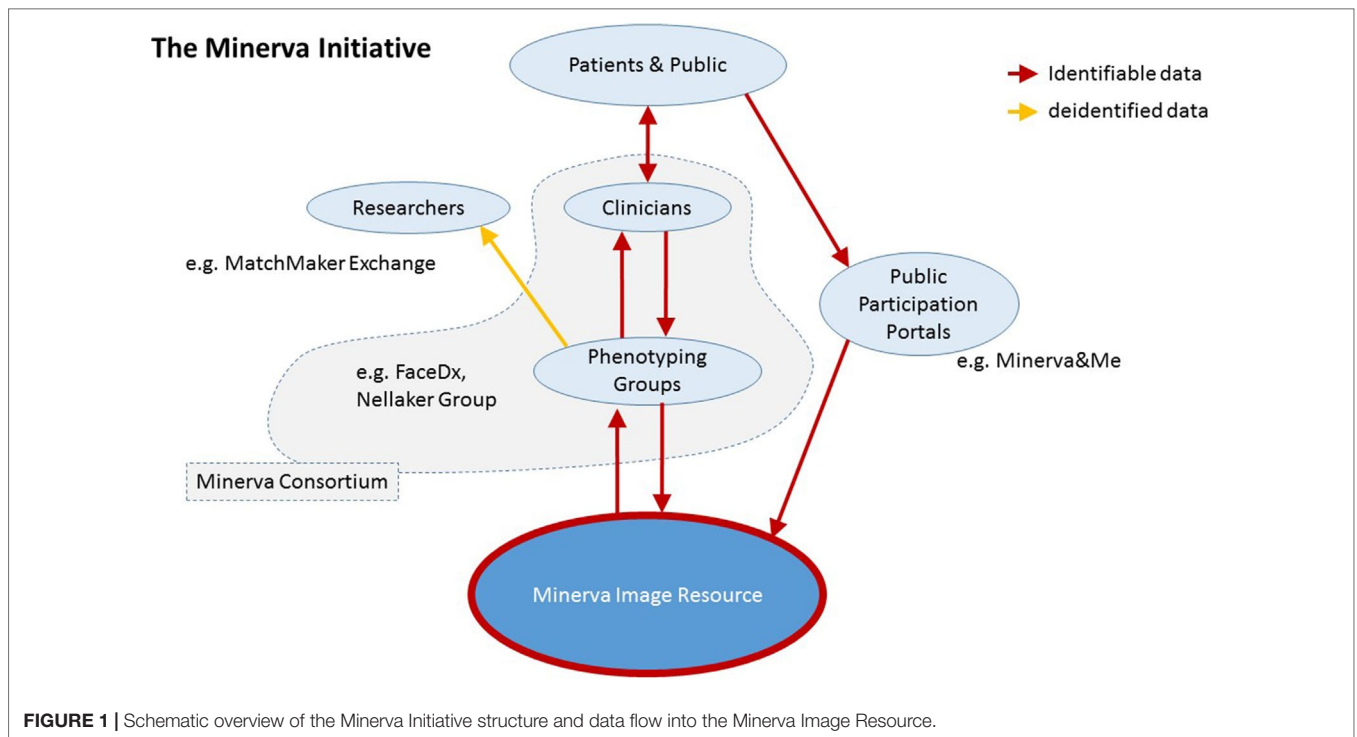 The Minerva Initiative
Patients & Public
Identifiable data
deidentified data
Researchers
Clinicians
e.g. MatchMaker Exchange
Public
Participation
Portals
e.g. Minerva&Me
Phenotyping
Groups
e.g. FaceDx,
Nellaker Group
Minerva Consortium
Minerva Image Resource
FIGURE 1 | Schematic overview of the Minerva Initiative structure and data flow into the Minerva Image Resource.